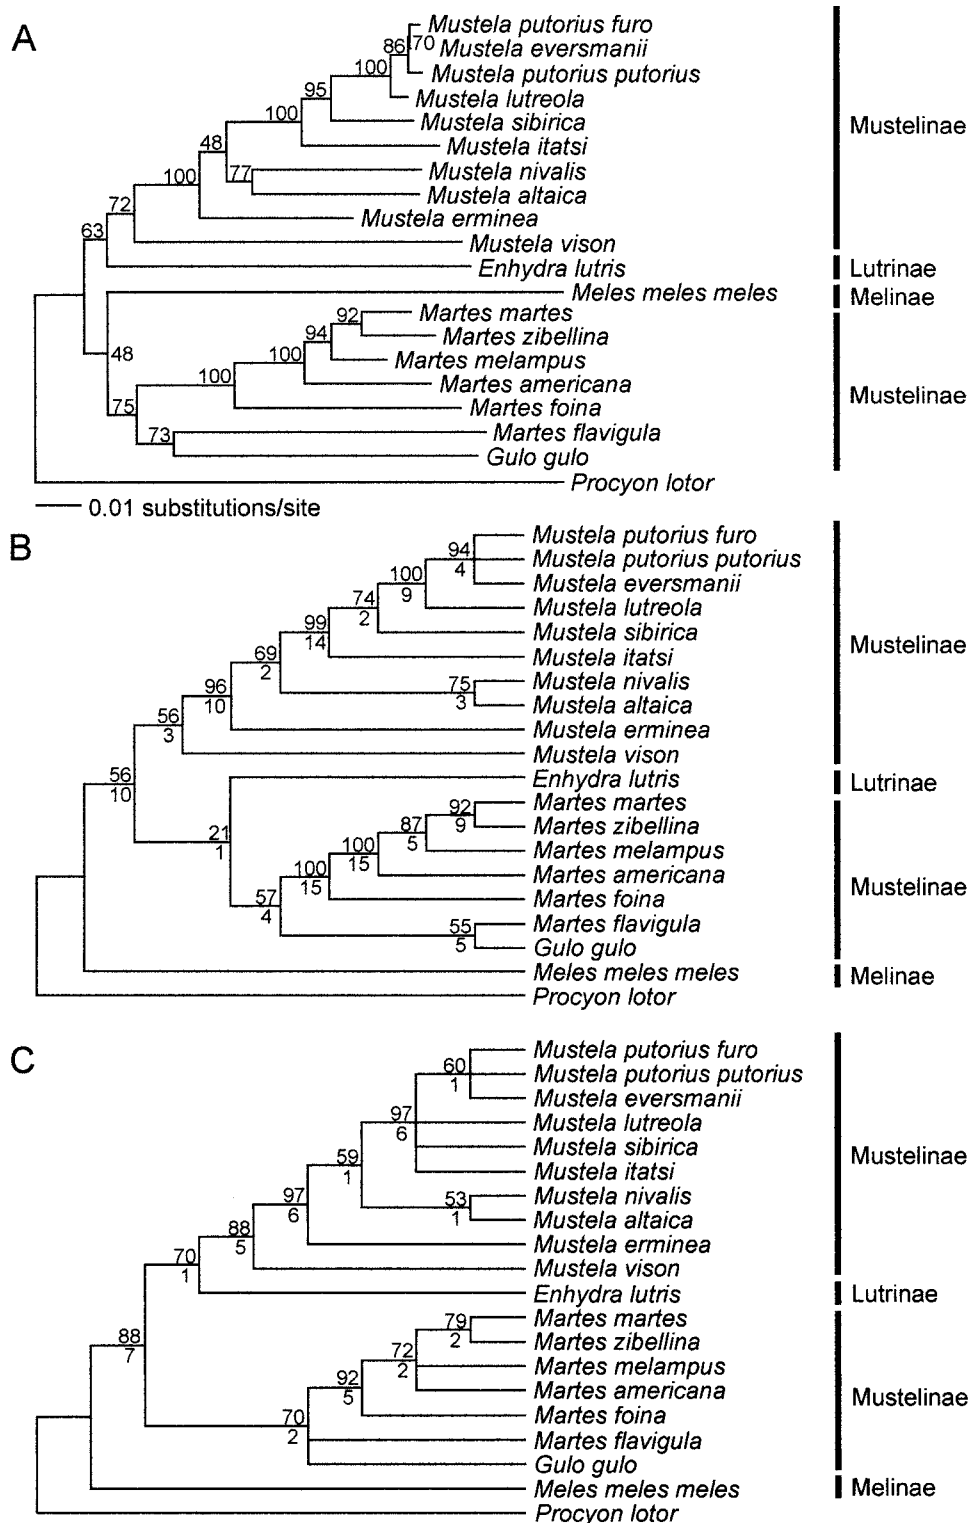 A
Mustela putorius furo
86 70 Mustela eversmanii
100 Mustela putorius putorius
95 Mustela lutreola
100 Mustela sibirica
Mustelinae
48 Mustela itatsi
100 77 Mustela nivalis
Mustela altaica
72 Mustela erminea
63 Mustela vison
Enhydra lutris Lutrinae
Meles meles meles Melinae
92 Martes martes
94 Martes zibellina
48 100 Martes melampus
100 Martes americana
Mustelinae
75 Martes foina
73 Martes flavigula
Gulo gulo
Procyon lotor
0.01 substitutions/site
B
Mustela putorius furo
94 4 Mustela putorius putorius
100 9 Mustela eversmanii
74 2 Mustela lutreola
99 14 Mustela sibirica
Mustelinae
69 2 Mustela itatsi
96 10 75 3 Mustela nivalis
Mustela altaica
56 3 Mustela erminea
Mustela vison
56 10 Enhydra lutris Lutrinae
92 9 Martes martes
87 5 Martes zibellina
21 1 100 15 Martes melampus
100 15 Martes americana
Mustelinae
57 4 Martes foina
55 5 Martes flavigula
Gulo gulo
Meles meles meles Melinae
Procyon lotor
C
Mustela putorius furo
60 1 Mustela putorius putorius
Mustela eversmanii
97 6 Mustela lutreola
Mustela sibirica
Mustelinae
59 1 Mustela itatsi
97 6 53 1 Mustela nivalis
Mustela altaica
88 5 Mustela erminea
70 1 Mustela vison
Enhydra lutris Lutrinae
79 2 Martes martes
88 7 Martes zibellina
72 2 Martes melampus
92 5 Martes americana
Mustelinae
70 2 Martes foina
Martes flavigula
Gulo gulo
Meles meles meles Melinae
Procyon lotor